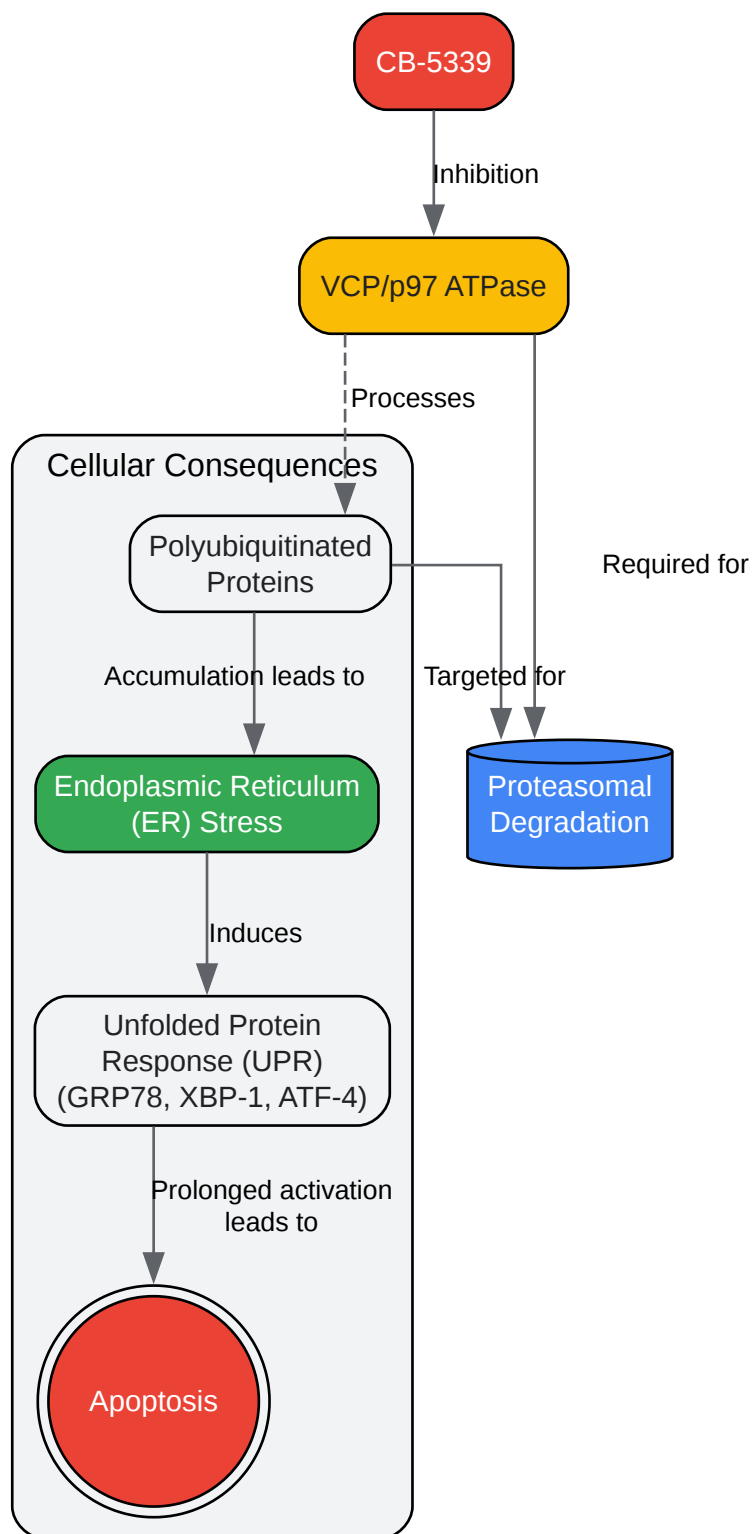 CB-5339
Inhibition
VCP/p97 ATPase
Processes
Cellular Consequences
Polyubiquitinated
Proteins
Required for
Accumulation leads to
Targeted for
Endoplasmic Reticulum
(ER) Stress
Proteasomal
Degradation
Induces
Unfolded Protein
Response (UPR)
(GRP78, XBP-1, ATF-4)
Prolonged activation
leads to
Apoptosis